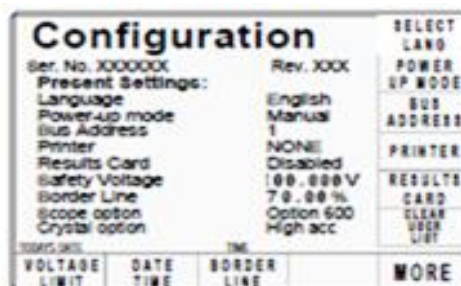 Configuration
Ser. No. XXXXXX Rev. XXX
Present Settings:
Language English
Power-up mode Manual
Bus Address 1
Printer NONE
Results Card Disabled
Safety Voltage 100.000V
Border Line 70.00%
Scope option Option 600
Crystal option High acc
TODAYS DATE TIME
SELECT LANG
POWER UP MODE
BUS ADDRESS
PRINTER
RESULTS CARD
CLEAR USER LIST
VOLTAGE LIMIT
DATE TIME
BORDER LINE
MORE